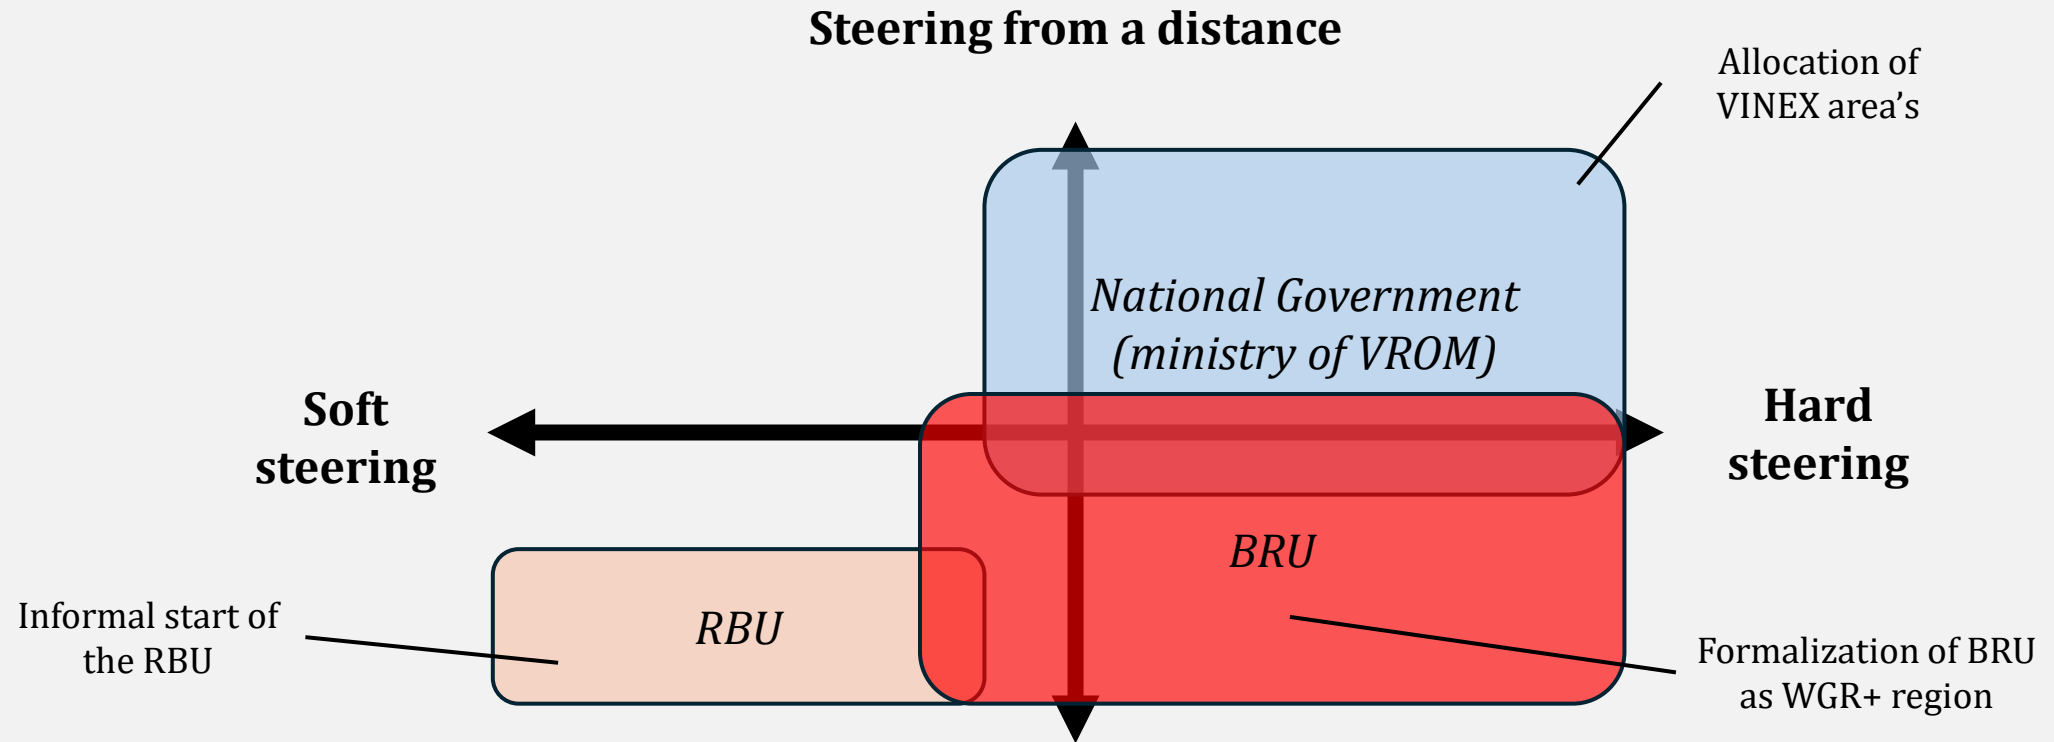 Steering from a distance
Allocation of
VINEX area’s
National Government
(ministry of VROM)
Soft
steering
Hard
steering
BRU
Informal start of
the RBU
RBU
Formalization of BRU
as WGR+ region